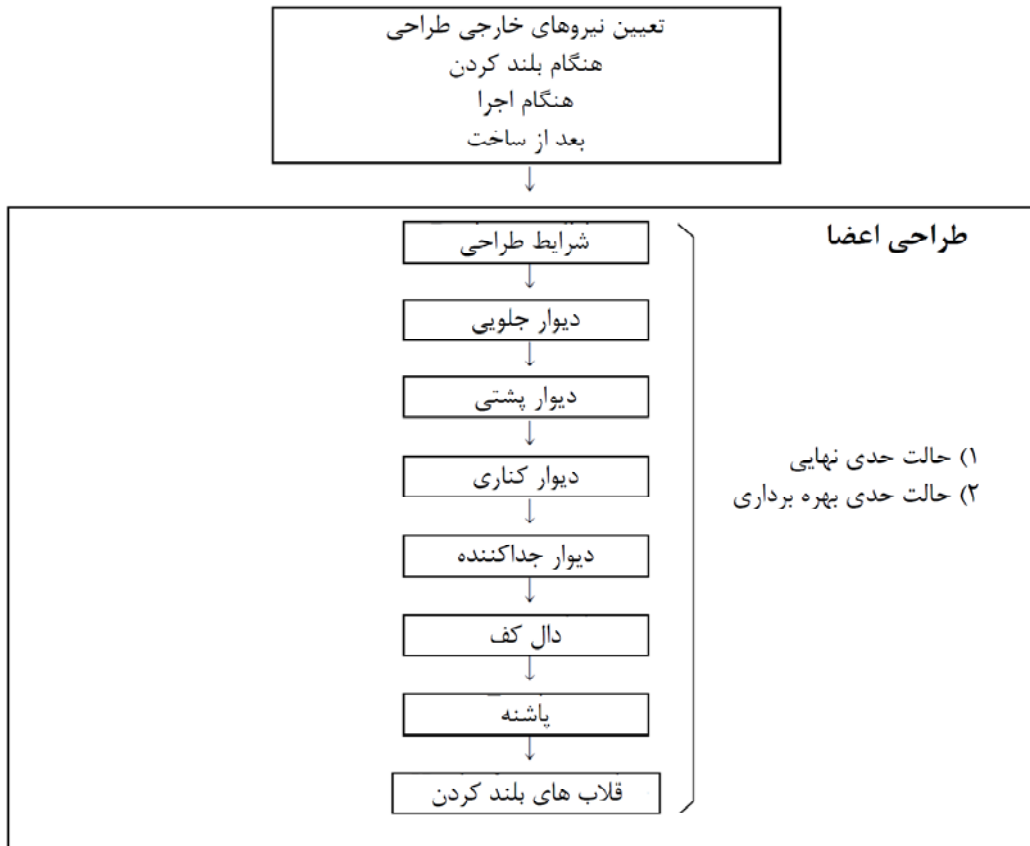 تعیین نیروهای خارجی طراحی
هنگام بلند کردن
هنگام اجرا
بعد از ساخت
طراحی اعضا
شرایط طراحی
دیوار جلویی
دیوار پشتی
دیوار کناری
دیوار جداکننده
دال کف
پاشنه
قلاب های بلند کردن
۱) حالت حدی نهایی
۲) حالت حدی بهره برداری